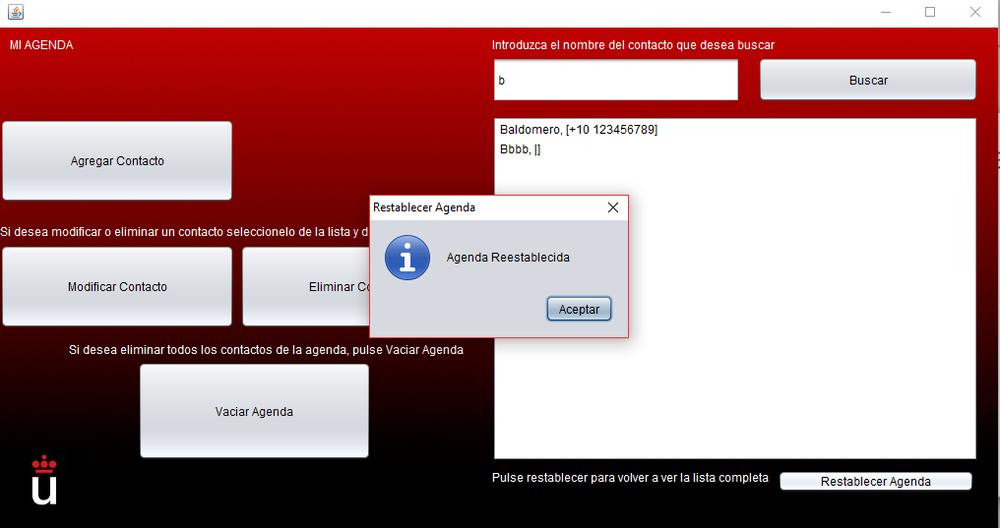 MI AGENDA
Introduzca el nombre del contacto que desea buscar
b
Buscar
Baldomero, [+10 123456789]
Bbbb, []
Agregar Contacto
Si desea modificar o eliminar un contacto seleccionelo de la lista y d
Modificar Contacto
Eliminar Co
Restablecer Agenda
Agenda Reestablecida
Aceptar
Si desea eliminar todos los contactos de la agenda, pulse Vaciar Agenda
Vaciar Agenda
Pulse restablecer para volver a ver la lista completa
Restablecer Agenda
u